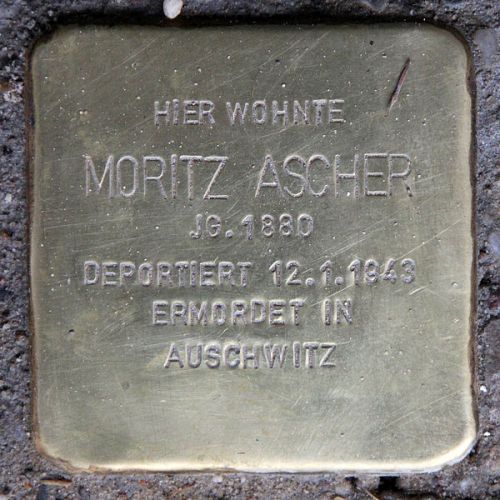 HIER WOHNTE
MORITZ ASCHER
JG. 1880
DEPORTIERT 12.1.1943
ERMORDET IN
AUSCHWITZ